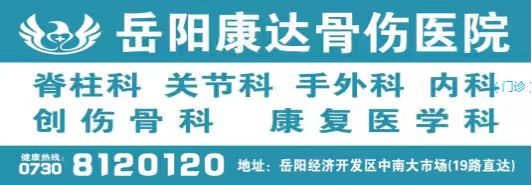 岳阳康达骨伤医院
脊柱科 关节科 手外科 内科(门诊)
创伤骨科 康复医学科
健康热线:
0730 8120120 地址:岳阳经济开发区中南大市场(19路直达)